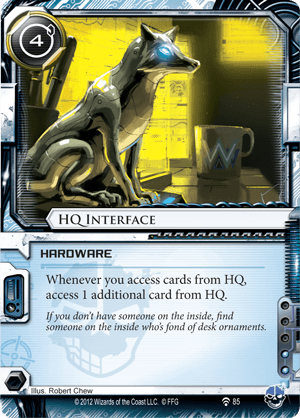 4
HQ INTERFACE
HARDWARE
Whenever you access cards from HQ,
access 1 additional card from HQ.
If you don't have someone on the inside, find
someone on the inside who's fond of desk ornaments.
Illus. Robert Chew
© 2012 Wizards of the Coast LLC. © FFG
85